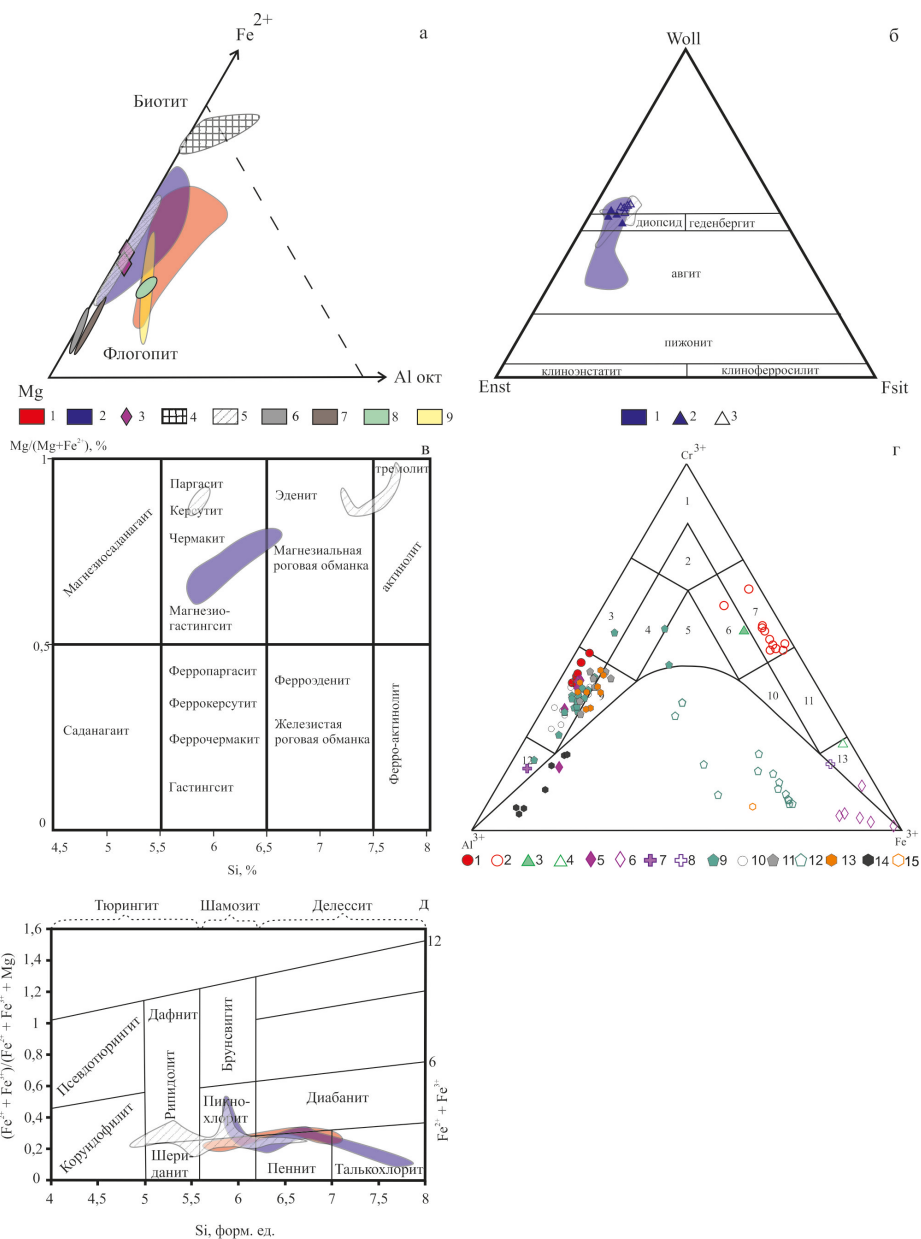 Fe2+
а
Биотит
Флогопит
Mg
Al окт
1 2 3 4 5 6 7 8 9
Woll
б
диопсид геденбергит
авгит
пижонит
клиноэнстатит клиноферросилит
Enst Fsit
1 2 3
Mg/(Mg+Fe2+), %
в
1
0,5
0
Магнезиосаданагаит
Паргасит
Керсутит
Чермакит
Магнезио-
гастингсит
Эденит
Магнезиальная
роговая обманка
тремолит
актинолит
Саданагаит
Ферропаргасит
Феррокерсутит
Феррочермакит
Гастингсит
Ферроэденит
Железистая
роговая обманка
Ферро-актинолит
4,5 5 5,5 6 6,5 7 7,5 8
Si, %
г
Cr3+
1
2
3 4 5 6 7
10 11
12 13
Al3+ Fe3+
1 2 3 4 5 6 7 8 9 10 11 12 13 14 15
Тюрингит Шамозит Делессит д
(Fe2+ + Fe3+)/(Fe2+ + Fe3+ + Mg)
1,6
1,4
1,2
1
0,8
0,6
0,4
0,2
0
12
6
Fe2+ + Fe3+
Псевдотюрингит
Дафнит
Брунсвигит
Корундофилит
Рипидолит
Пикно-
хлорит
Диабанит
Шери-
данит
Пеннит
Талькохлорит
4 4,5 5 5,5 6 6,5 7 7,5 8
Si, форм. ед.